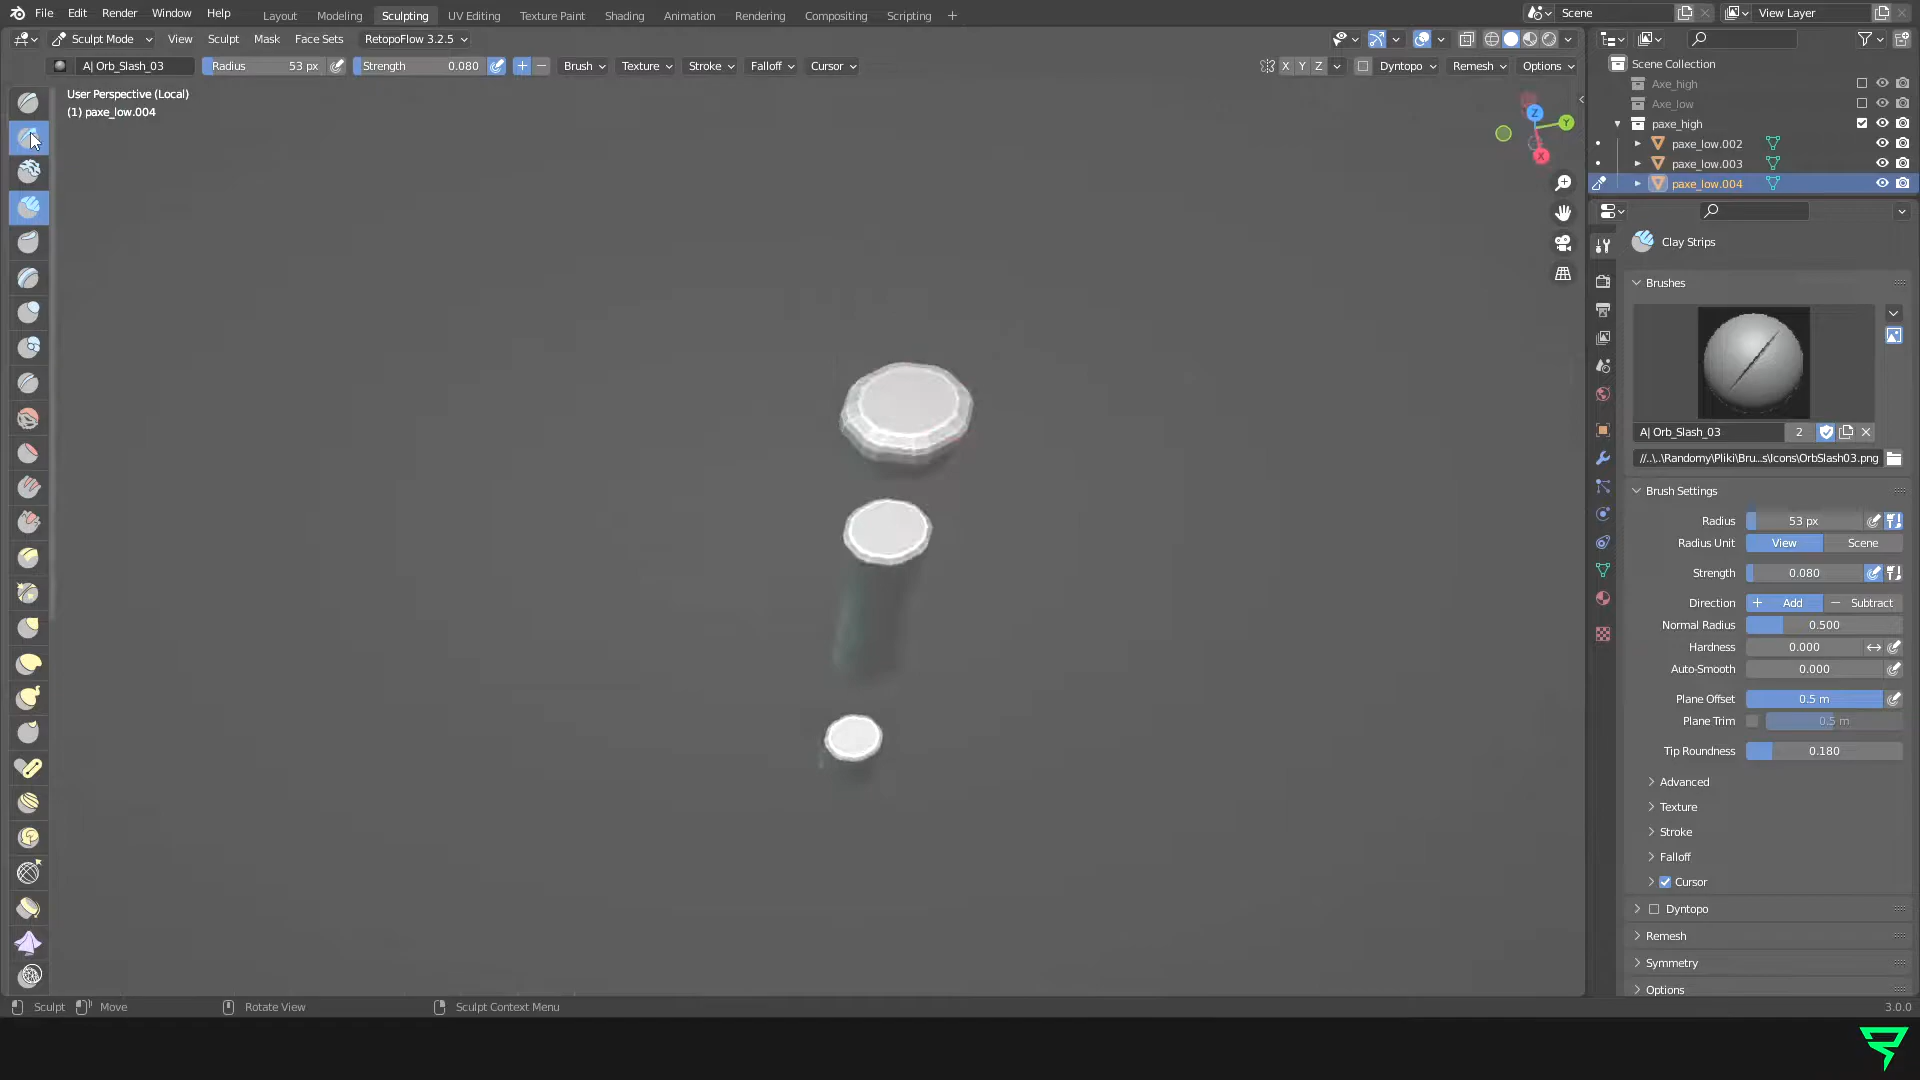 File Edit Render Window Help Layout Modeling Sculpting UV Editing Texture Paint Shading Animation Rendering Compositing Scripting + Scene View Layer
Sculpt Mode View Sculpt Mask Face Sets RetopoFlow 3.2.5
A| Orb_Slash_03 Radius 53 px Strength 0.080 + − Brush Texture Stroke Falloff Cursor X Y Z Dyntopo Remesh Options
User Perspective (Local)
(1) paxe_low.004
Z
Y
X
Scene Collection
Axe_high
Axe_low
paxe_high
paxe_low.002
paxe_low.003
paxe_low.004
Clay Strips
Brushes
A| Orb_Slash_03 2
//..\..\Randomy\Pliki\Bru...s\Icons\OrbSlash03.png
Brush Settings
Radius 53 px
Radius Unit View Scene
Strength 0.080
Direction + Add − Subtract
Normal Radius 0.500
Hardness 0.000
Auto-Smooth 0.000
Plane Offset 0.5 m
Plane Trim 0.5 m
Tip Roundness 0.180
Advanced
Texture
Stroke
Falloff
Cursor
Dyntopo
Remesh
Symmetry
Options
Sculpt Move Rotate View Sculpt Context Menu 3.0.0